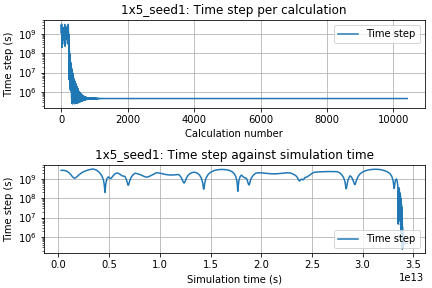 1x5_seed1: Time step per calculation
Time step (s)
10⁹
10⁸
10⁷
10⁶
Time step
0
2000
4000
6000
8000
10000
Calculation number
1x5_seed1: Time step against simulation time
Time step (s)
10⁹
10⁸
10⁷
10⁶
Time step
0.0
0.5
1.0
1.5
2.0
2.5
3.0
3.5
1e13
Simulation time (s)